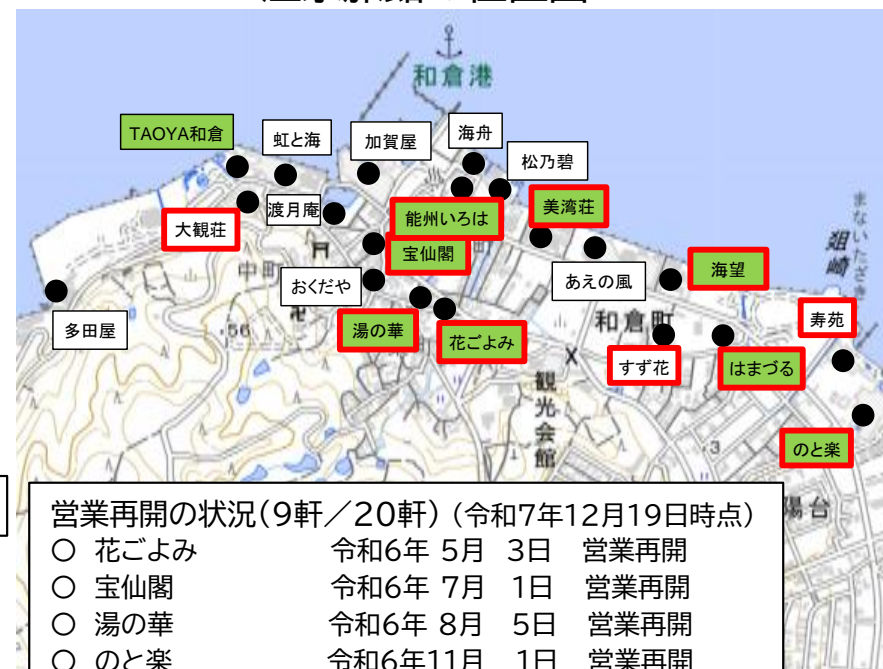 和倉港
TAOYA和倉
虹と海
加賀屋
海舟
松乃碧
大観荘
渡月庵
能州いろは
美湾荘
宝仙閣
中町
おくだや
あえの風
海望
まないたざき
爼崎
多田屋
56
湯の華
花ごよみ
和倉町
すず花
はまづる
寿苑
観光会館
のと楽
3
陽台
営業再開の状況(9軒/20軒)(令和7年12月19日時点)
○ 花ごよみ 令和6年 5月 3日 営業再開
○ 宝仙閣 令和6年 7月 1日 営業再開
○ 湯の華 令和6年 8月 5日 営業再開
○ のと楽 令和6年11月 1日 営業再開